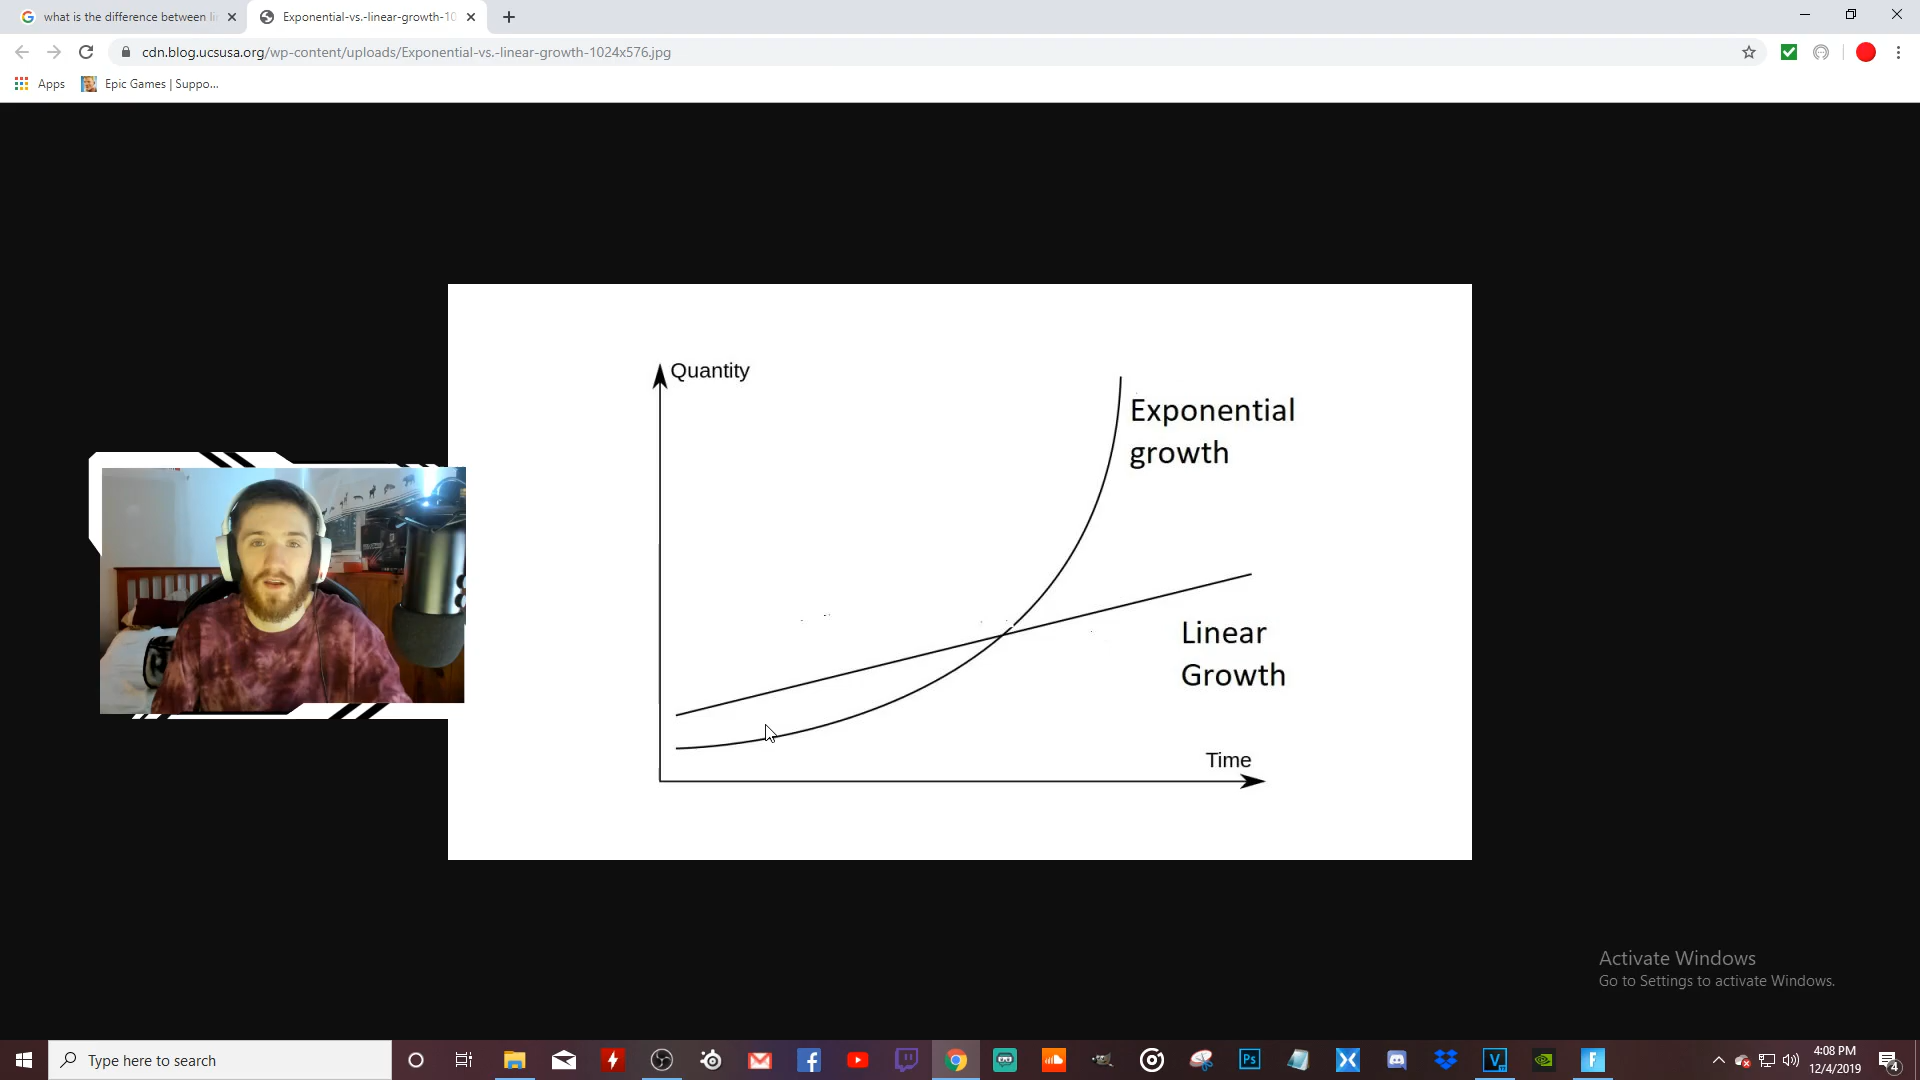 what is the difference between li
Exponential-vs.-linear-growth-10
cdn.blog.ucsusa.org/wp-content/uploads/Exponential-vs.-linear-growth-1024x576.jpg
Apps
Epic Games | Suppo...
Quantity
Exponential
growth
Linear
Growth
Time
Activate Windows
Go to Settings to activate Windows.
Type here to search
4:08 PM
12/4/2019
4